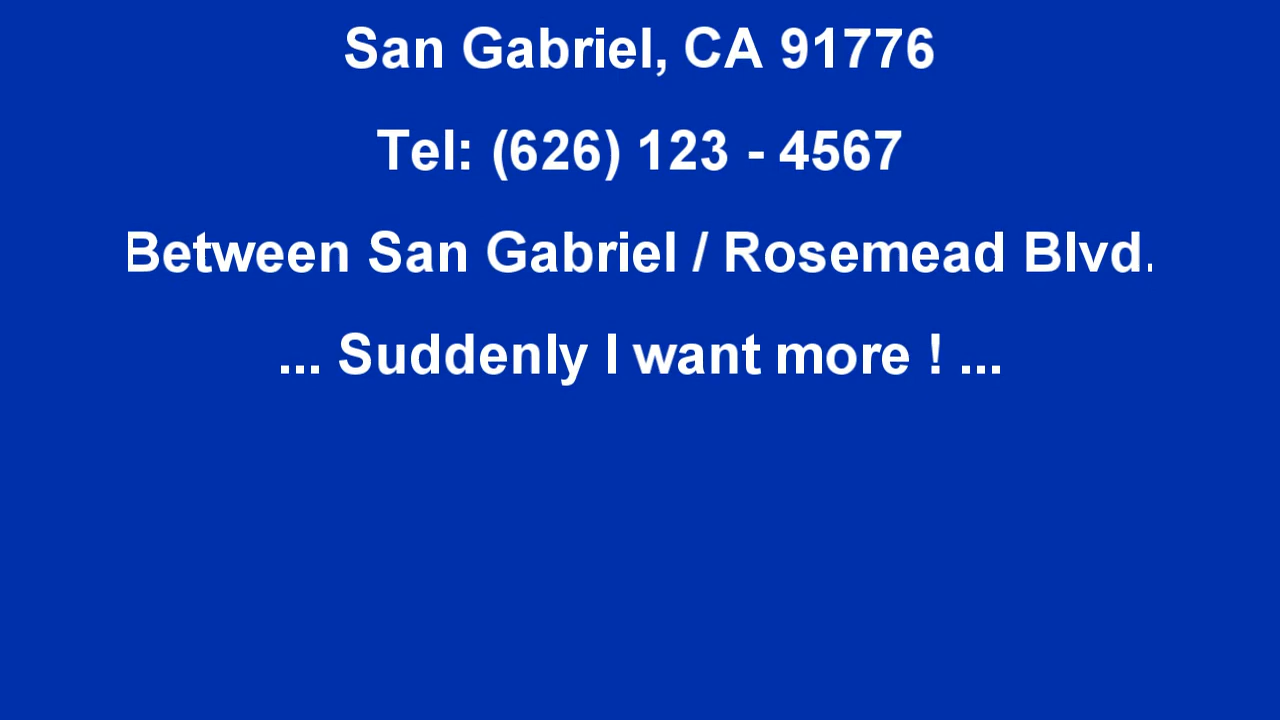 San Gabriel, CA 91776
Tel: (626) 123 - 4567
Between San Gabriel / Rosemead Blvd.
... Suddenly I want more ! ...